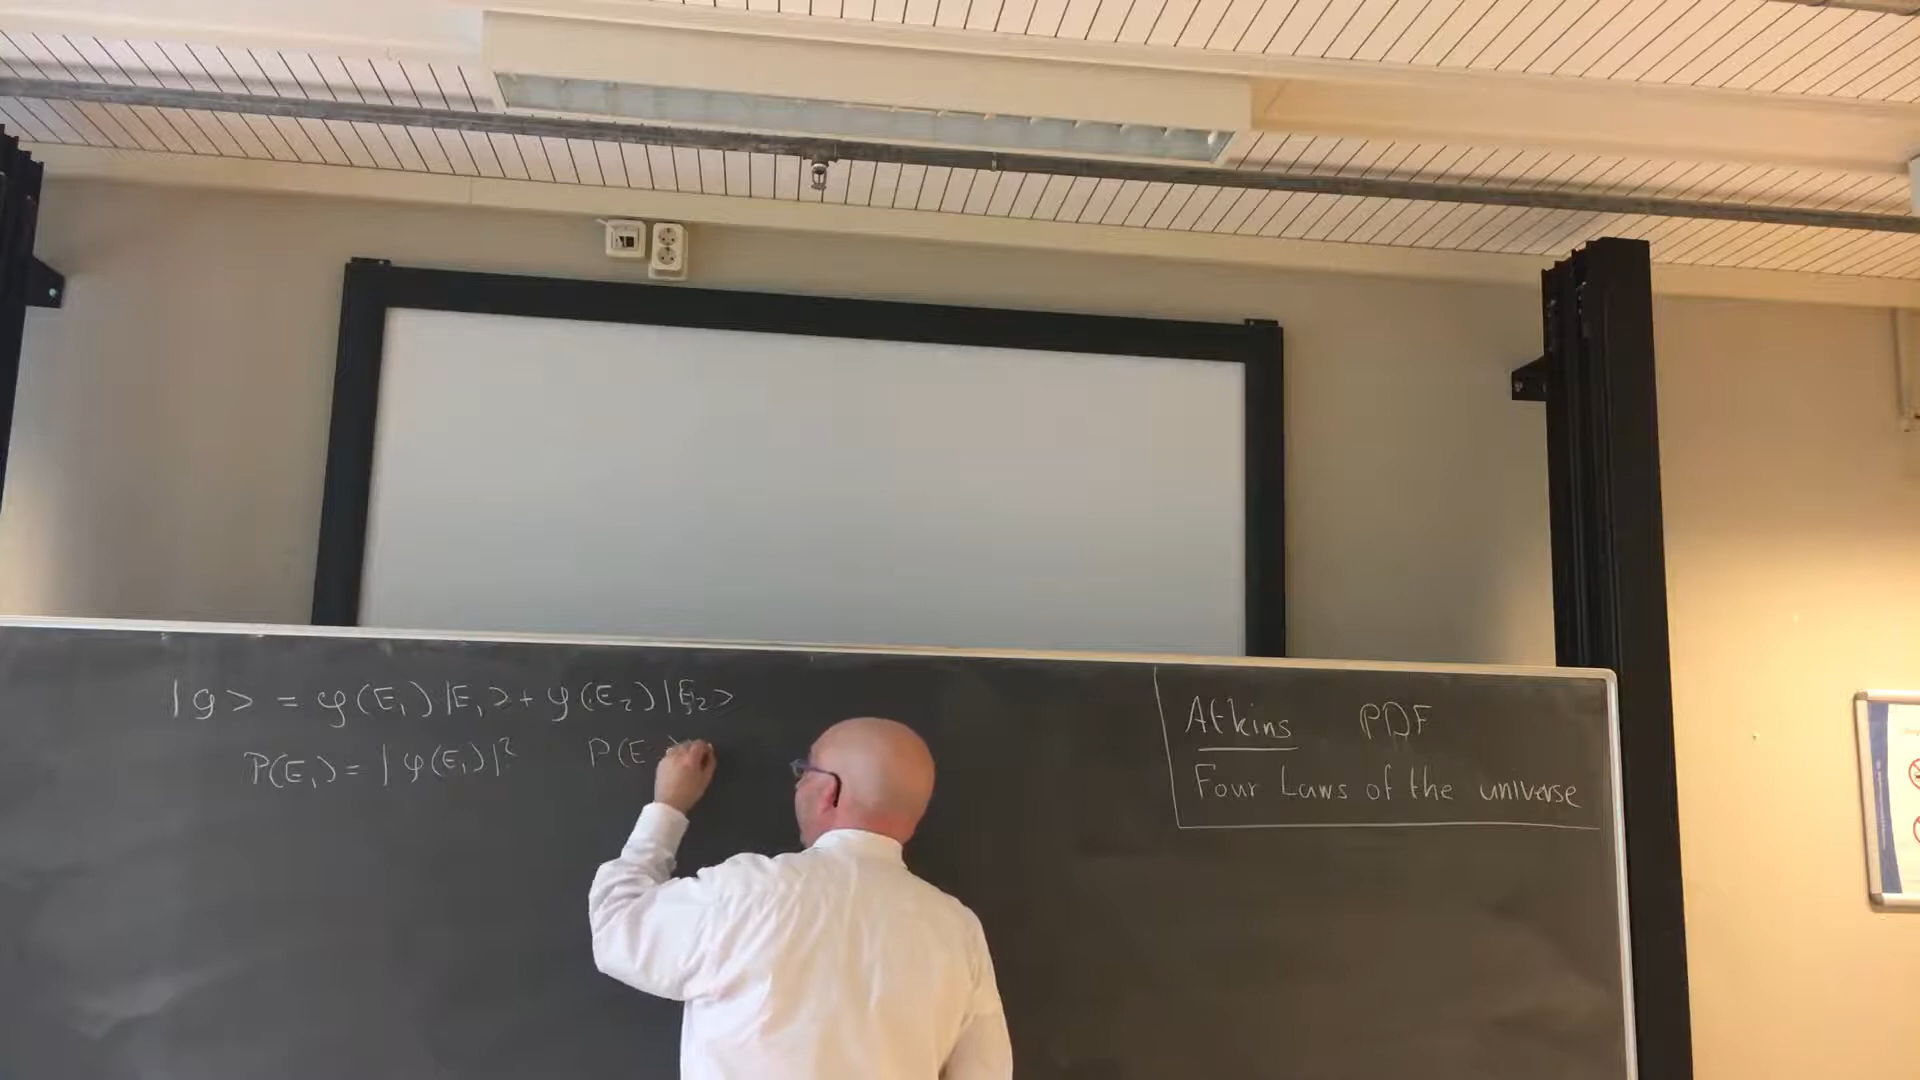 |φ> = φ(E₁)|E₁> + φ(E₂)|E₂>
P(E₁) = |φ(E₁)|² P(E
Atkins PDF
Four Laws of the universe